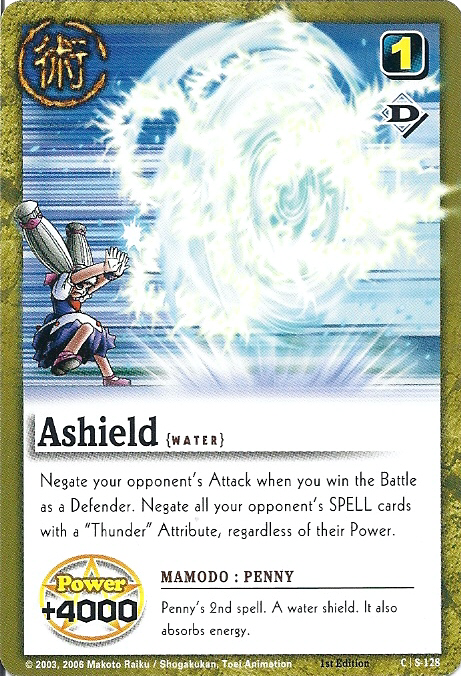 術
1
D
Ashield {WATER}
Negate your opponent's Attack when you win the Battle
as a Defender. Negate all your opponent's SPELL cards
with a "Thunder" Attribute, regardless of their Power.
Power
+4000
MAMODO : PENNY
Penny's 2nd spell. A water shield. It also
absorbs energy.
© 2003, 2006 Makoto Raiku / Shogakukan, Toei Animation 1st Edition C | S-128